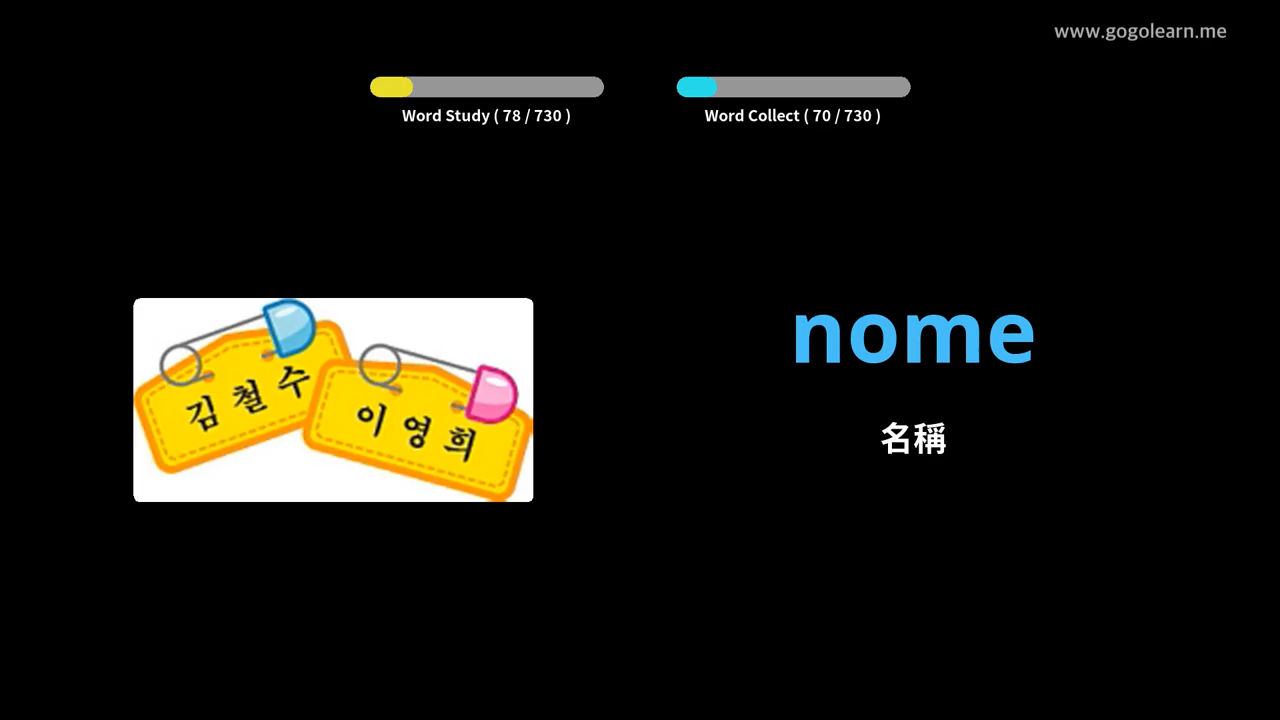 www.gogolearn.me
Word Study ( 78 / 730 )
Word Collect ( 70 / 730 )
김철수
이영희
nome
名稱